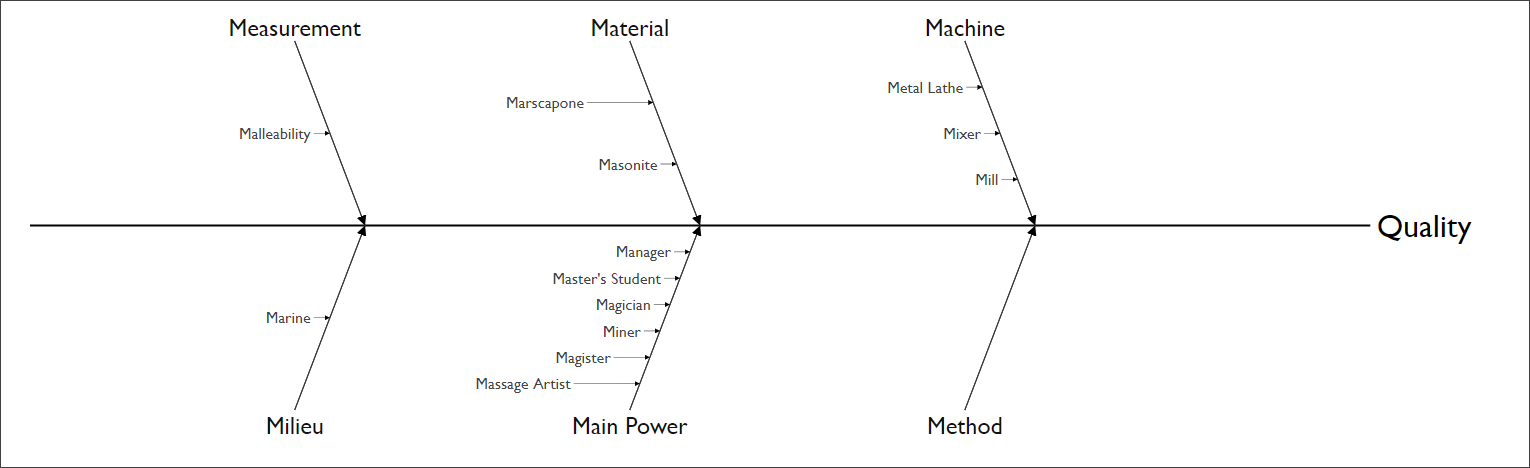 Measurement
Material
Machine
Metal Lathe
Marscapone
Malleability
Mixer
Masonite
Mill
Quality
Manager
Master's Student
Magician
Marine
Miner
Magister
Massage Artist
Milieu
Main Power
Method